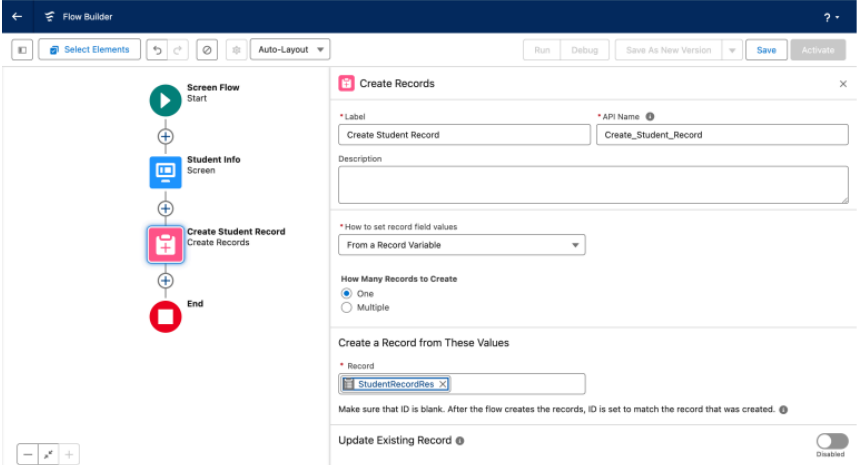 Flow Builder
?
Select Elements
Auto-Layout
Run
Debug
Save As New Version
Save
Activate
Screen Flow
Start
Student Info
Screen
Create Student Record
Create Records
End
Create Records
* Label
Create Student Record
* API Name
Create_Student_Record
Description
* How to set record field values
From a Record Variable
How Many Records to Create
One
Multiple
Create a Record from These Values
* Record
StudentRecordRes
Make sure that ID is blank. After the flow creates the records, ID is set to match the record that was created.
Update Existing Record
Disabled